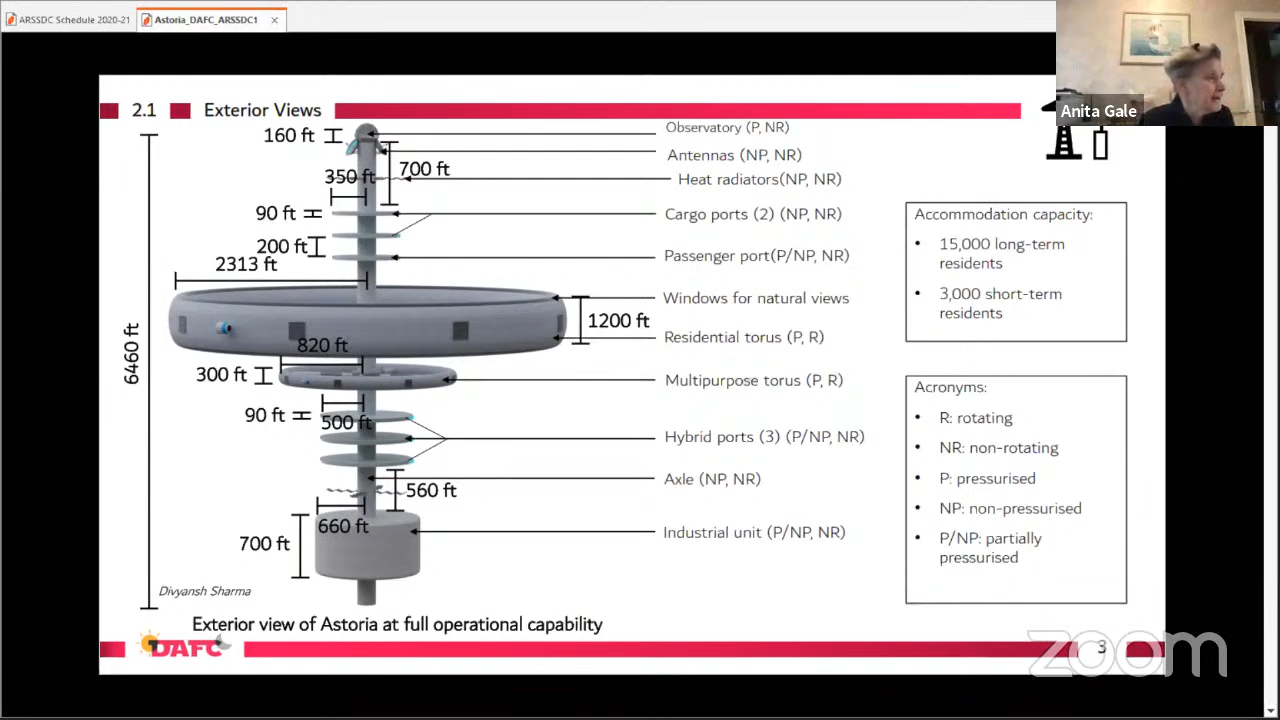 ARSSDC Schedule 2020-21
Astoria_DAFC_ARSSDC1
Anita Gale
2.1 Exterior Views
160 ft
Observatory (P, NR)
Antennas (NP, NR)
700 ft
350 ft
Heat radiators(NP, NR)
90 ft
Cargo ports (2) (NP, NR)
200 ft
Passenger port(P/NP, NR)
2313 ft
Windows for natural views
1200 ft
Residential torus (P, R)
820 ft
6460 ft
300 ft
Multipurpose torus (P, R)
90 ft
500 ft
Hybrid ports (3) (P/NP, NR)
Axle (NP, NR)
560 ft
660 ft
Industrial unit (P/NP, NR)
700 ft
Accommodation capacity:
• 15,000 long-term
residents
• 3,000 short-term
residents
Acronyms:
• R: rotating
• NR: non-rotating
• P: pressurised
• NP: non-pressurised
• P/NP: partially
pressurised
Divyansh Sharma
Exterior view of Astoria at full operational capability
DAFC
3
zoom